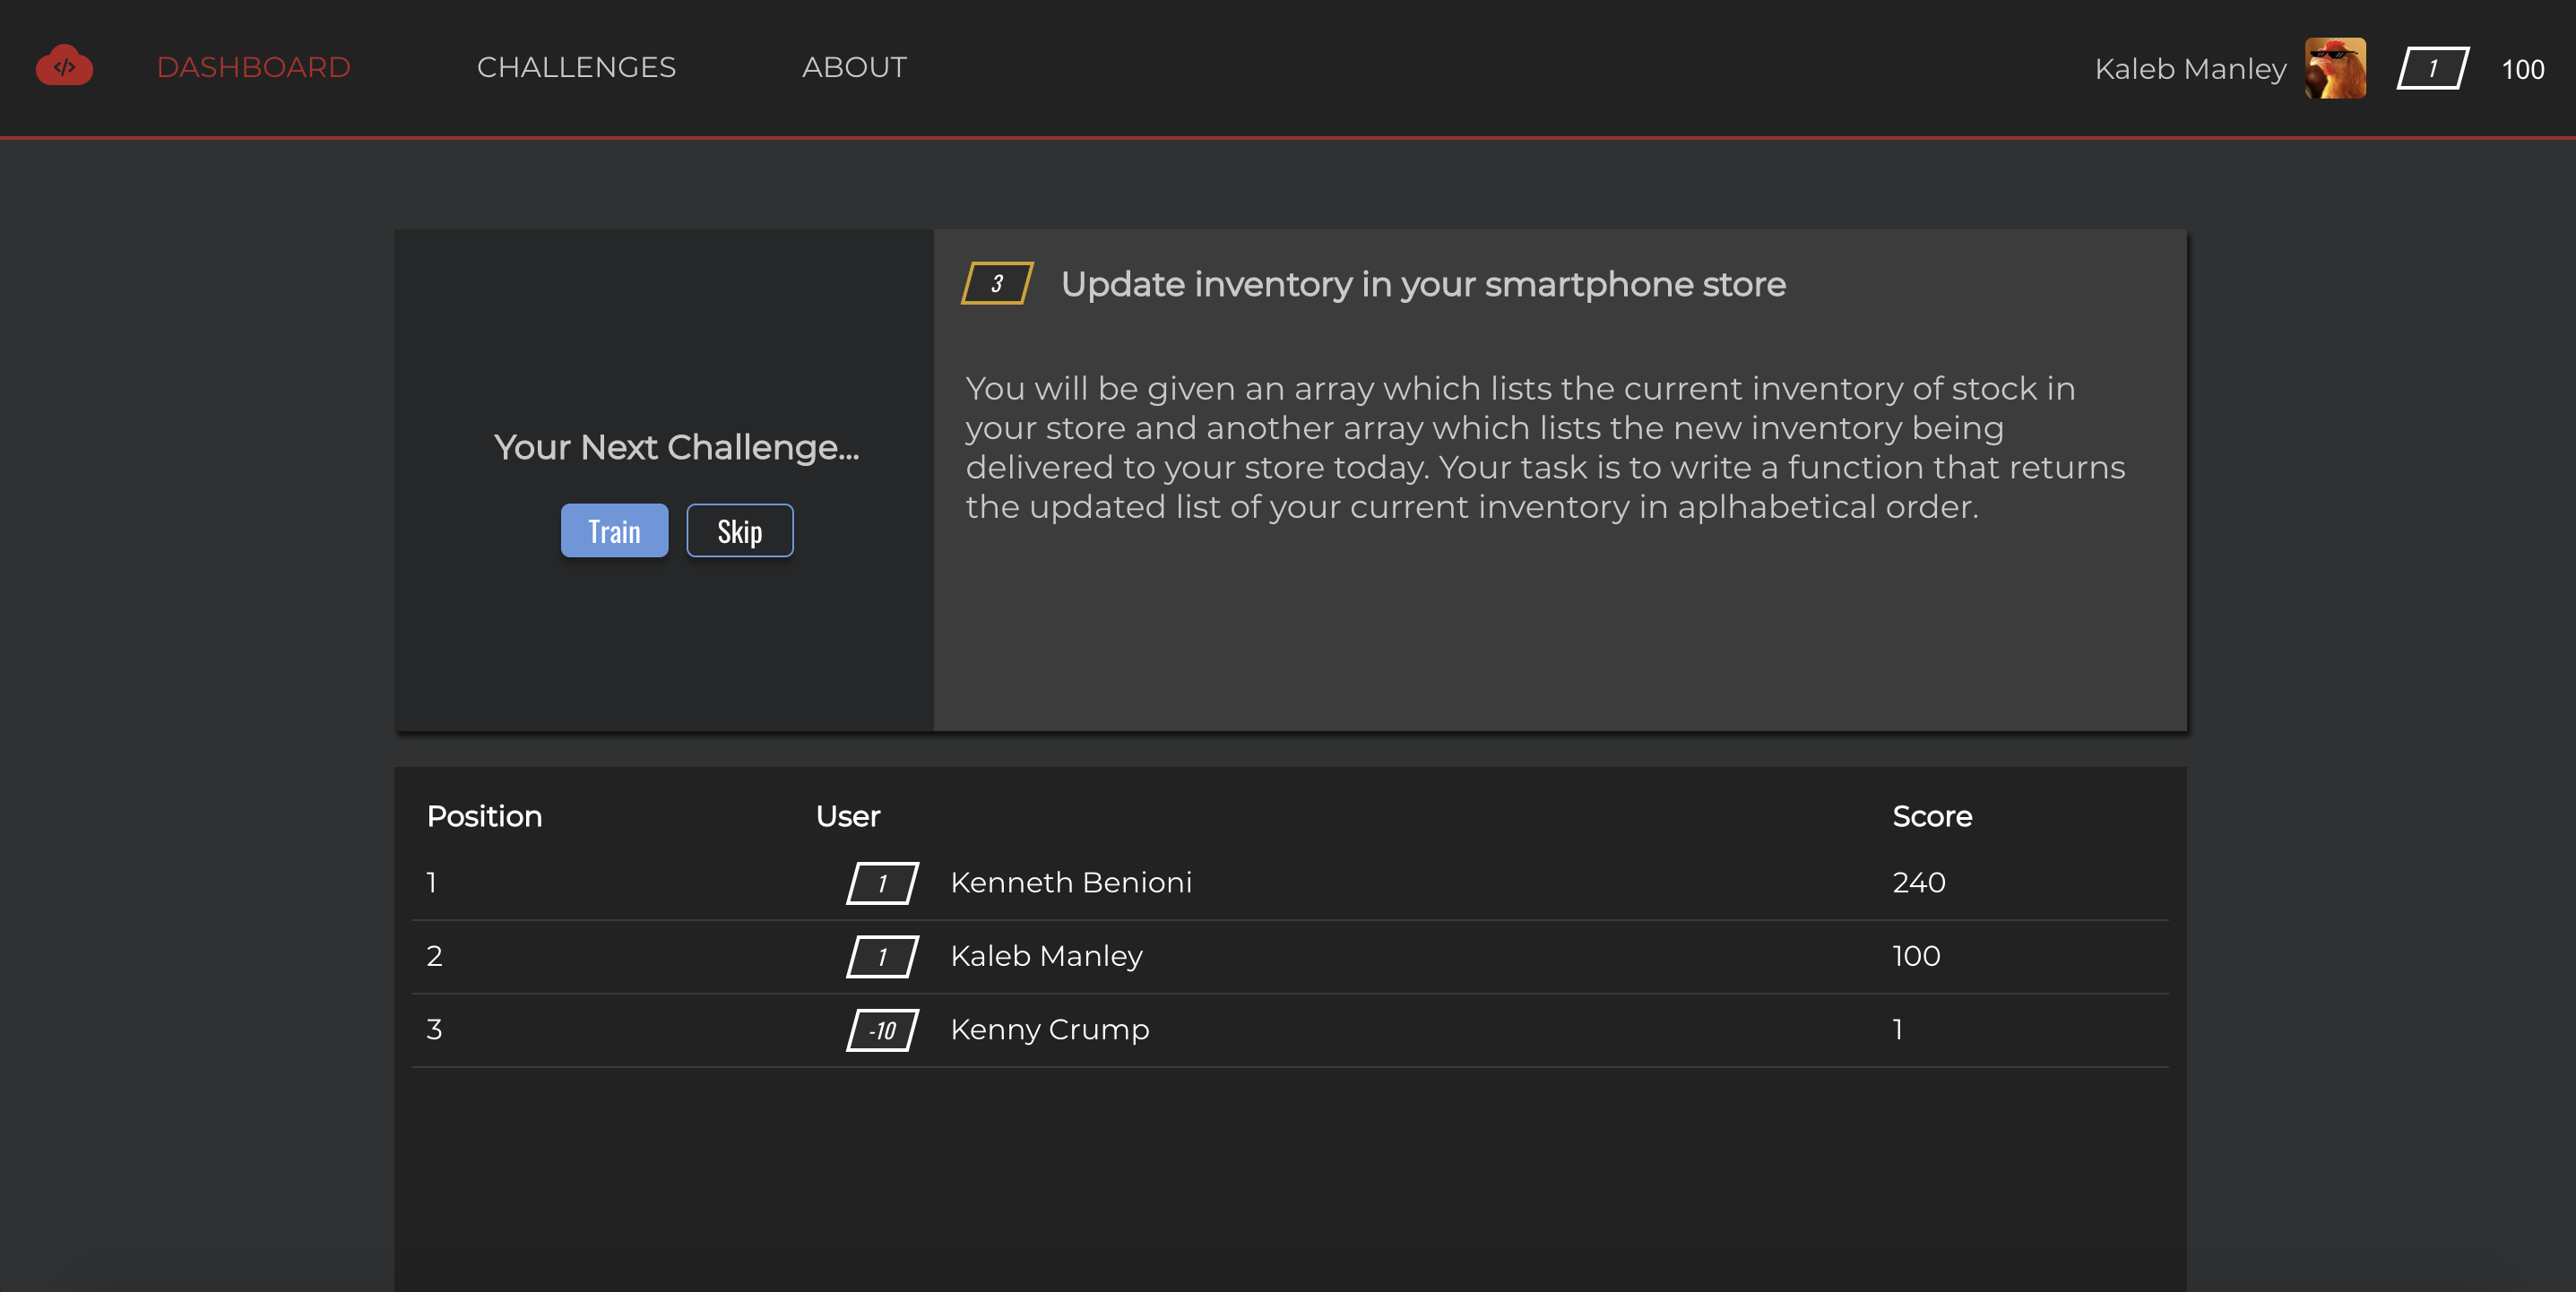 </>
DASHBOARD CHALLENGES ABOUT Kaleb Manley 1 100
3 Update inventory in your smartphone store
You will be given an array which lists the current inventory of stock in
your store and another array which lists the new inventory being
delivered to your store today. Your task is to write a function that returns
the updated list of your current inventory in aplhabetical order.
Your Next Challenge...
Train Skip
Position User Score
1 1 Kenneth Benioni 240
2 1 Kaleb Manley 100
3 -10 Kenny Crump 1